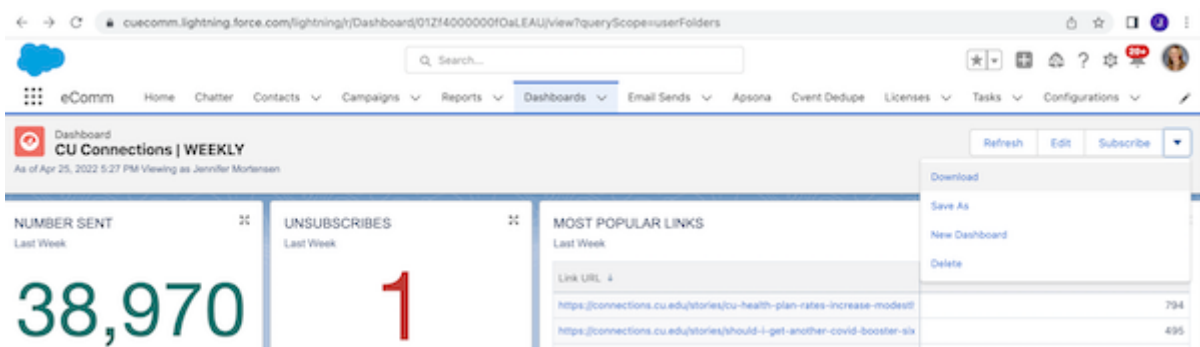 cuecomm.lightning.force.com/lightning/r/Dashboard/01Zf4000000fOaLEAU/view?queryScope=userFolders
Search...
20+
eComm Home Chatter Contacts Campaigns Reports Dashboards Email Sends Apsona Cvent Dedupe Licenses Tasks Configurations
Dashboard
CU Connections | WEEKLY
As of Apr 25, 2022 5:27 PM·Viewing as Jennifer Mortensen
Refresh Edit Subscribe
Download
Save As
New Dashboard
Delete
NUMBER SENT
Last Week
38,970
UNSUBSCRIBES
Last Week
1
MOST POPULAR LINKS
Last Week
Link URL ↓
https://connections.cu.edu/stories/cu-health-plan-rates-increase-modestl 794
https://connections.cu.edu/stories/should-i-get-another-covid-booster-six 495